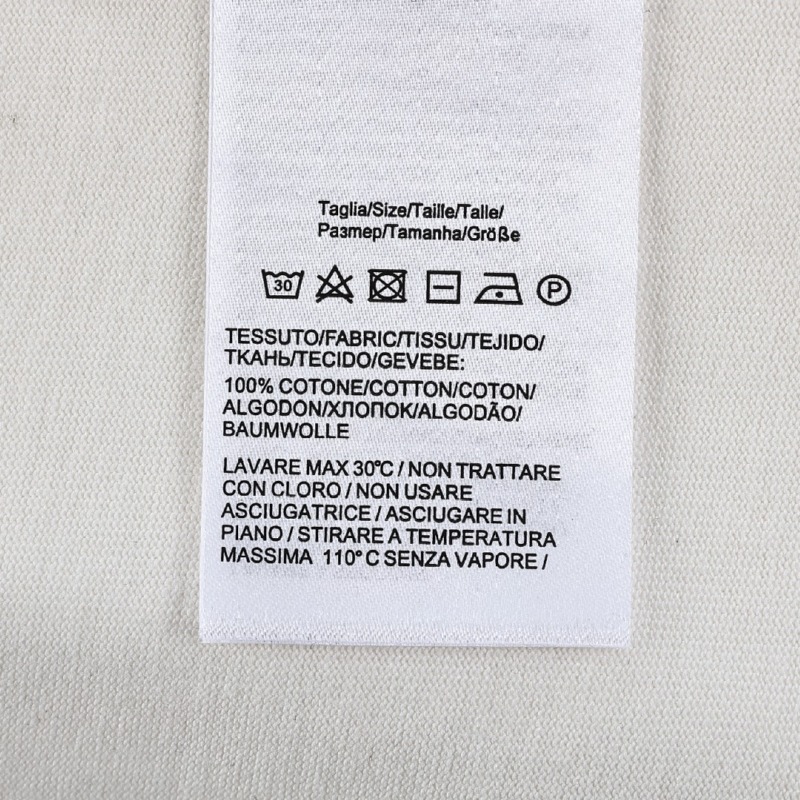 Taglia/Size/Taille/Talle/
Размер/Tamanha/Größe
30 P
TESSUTO/FABRIC/TISSU/TEJIDO/
ТКАНЬ/TECIDO/GEVEBE:
100% COTONE/COTTON/COTON/
ALGODON/ХЛОПОК/ALGODÃO/
BAUMWOLLE
LAVARE MAX 30°C / NON TRATTARE
CON CLORO / NON USARE
ASCIUGATRICE / ASCIUGARE IN
PIANO / STIRARE A TEMPERATURA
MASSIMA 110° C SENZA VAPORE /